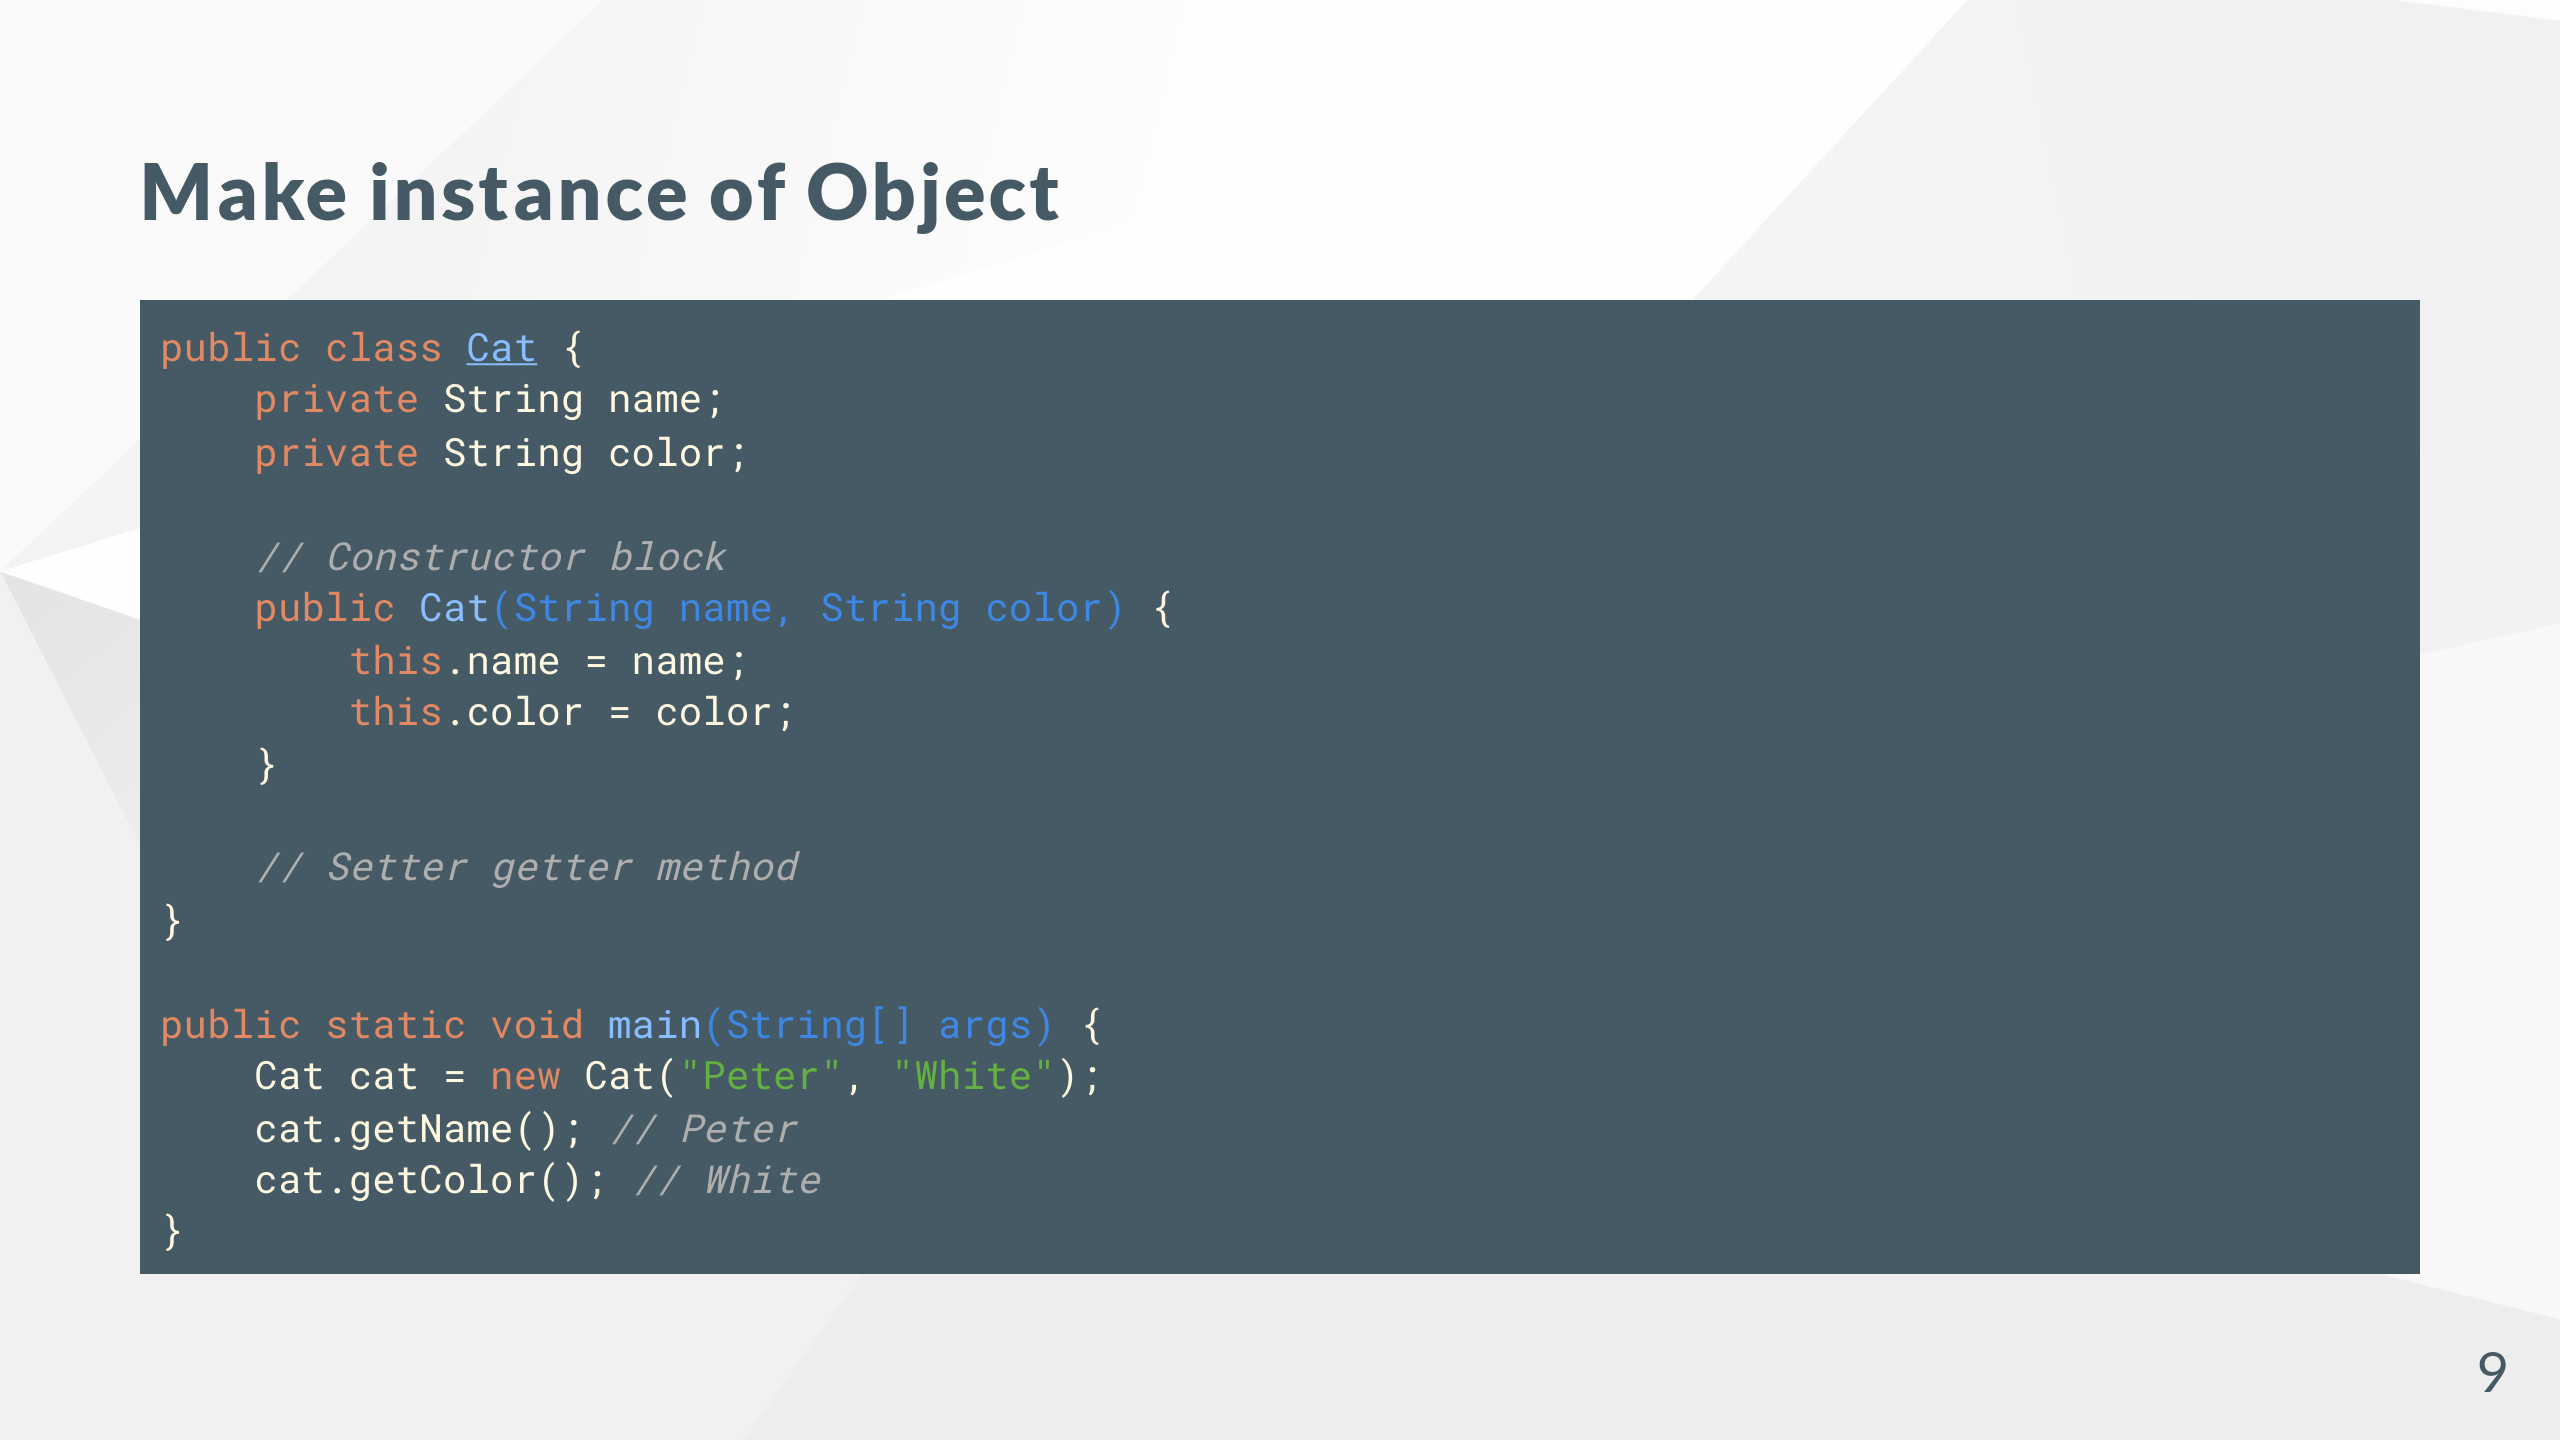 Make instance of Object
public class Cat {
    private String name;
    private String color;

    // Constructor block
    public Cat(String name, String color) {
        this.name = name;
        this.color = color;
    }

    // Setter getter method
}

public static void main(String[] args) {
    Cat cat = new Cat("Peter", "White");
    cat.getName(); // Peter
    cat.getColor(); // White
}
9